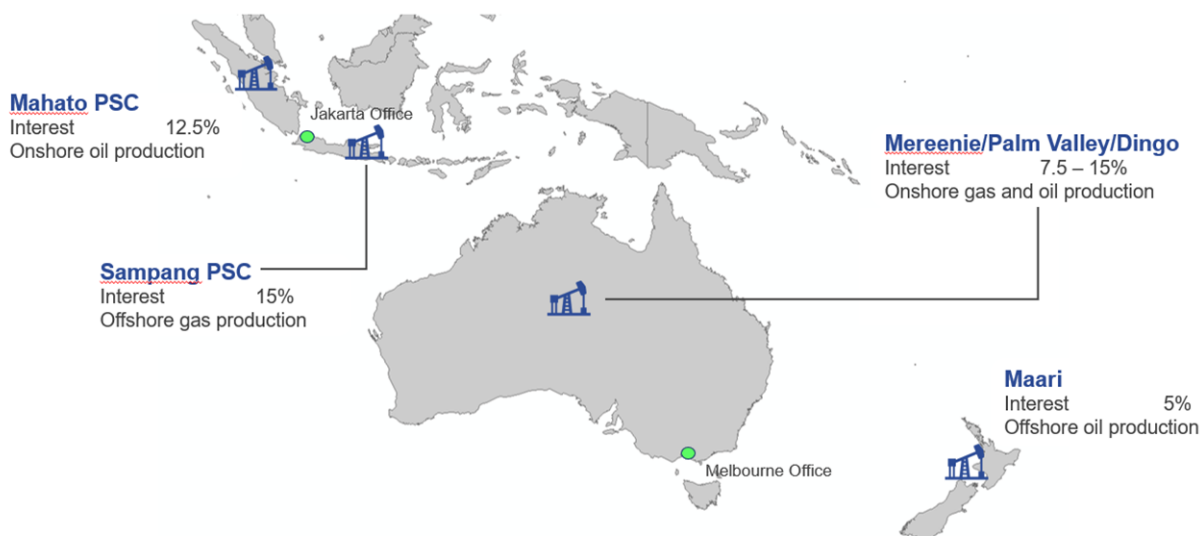 Mahato PSC
Interest 12.5%
Onshore oil production
Jakarta Office
Mereenie/Palm Valley/Dingo
Interest 7.5 – 15%
Onshore gas and oil production
Sampang PSC
Interest 15%
Offshore gas production
Maari
Interest 5%
Offshore oil production
Melbourne Office